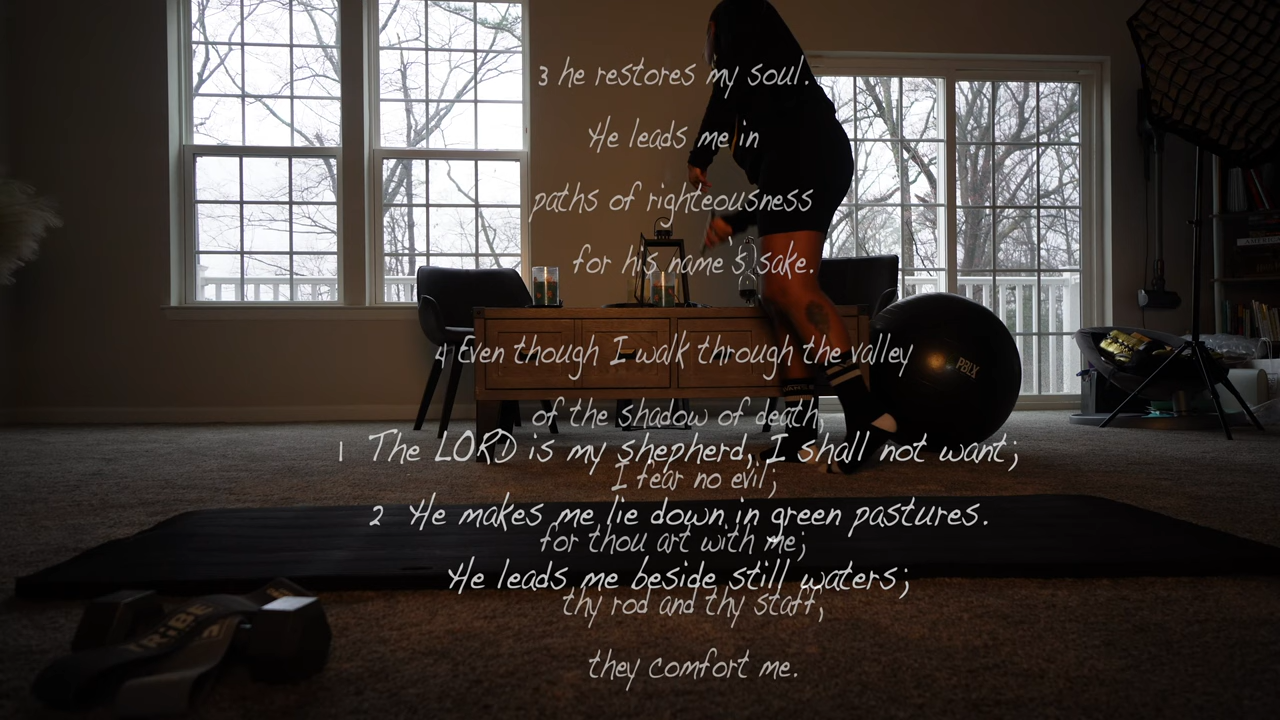 3 he restores my soul.
He leads me in
paths of righteousness
for his name's sake.
4 Even though I walk through the valley
of the shadow of death,
1 The LORD is my shepherd, I shall not want;
I fear no evil;
2 He makes me lie down in green pastures.
for thou art with me;
He leads me beside still waters;
thy rod and thy staff,
they comfort me.
PBLX
TRIBE